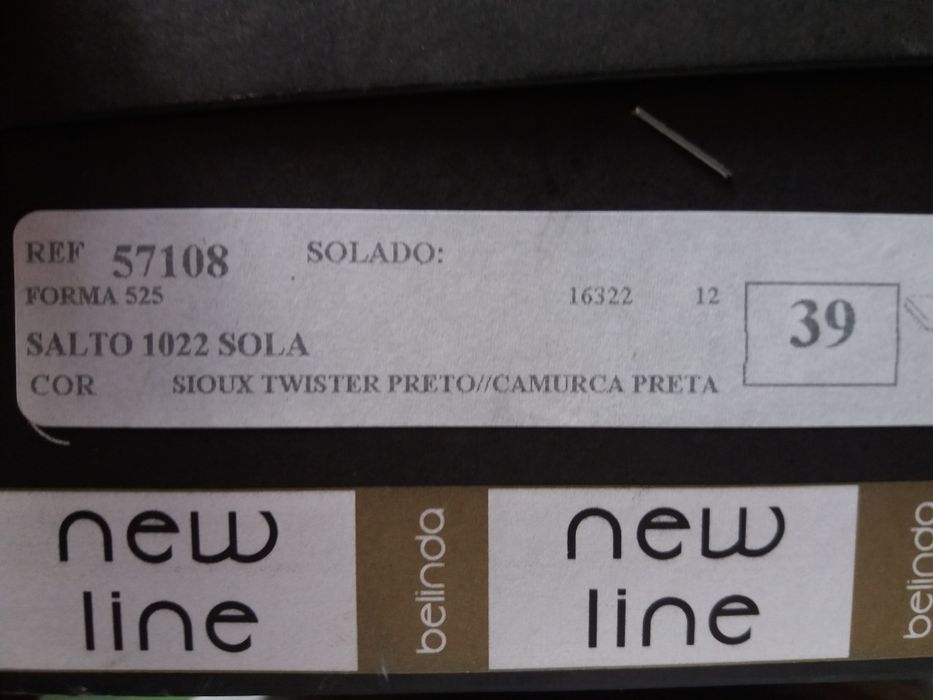 REF 57108 SOLADO:
FORMA 525 16322 12
39
SALTO 1022 SOLA
COR SIOUX TWISTER PRETO//CAMURCA PRETA
new line belinda new line belinda